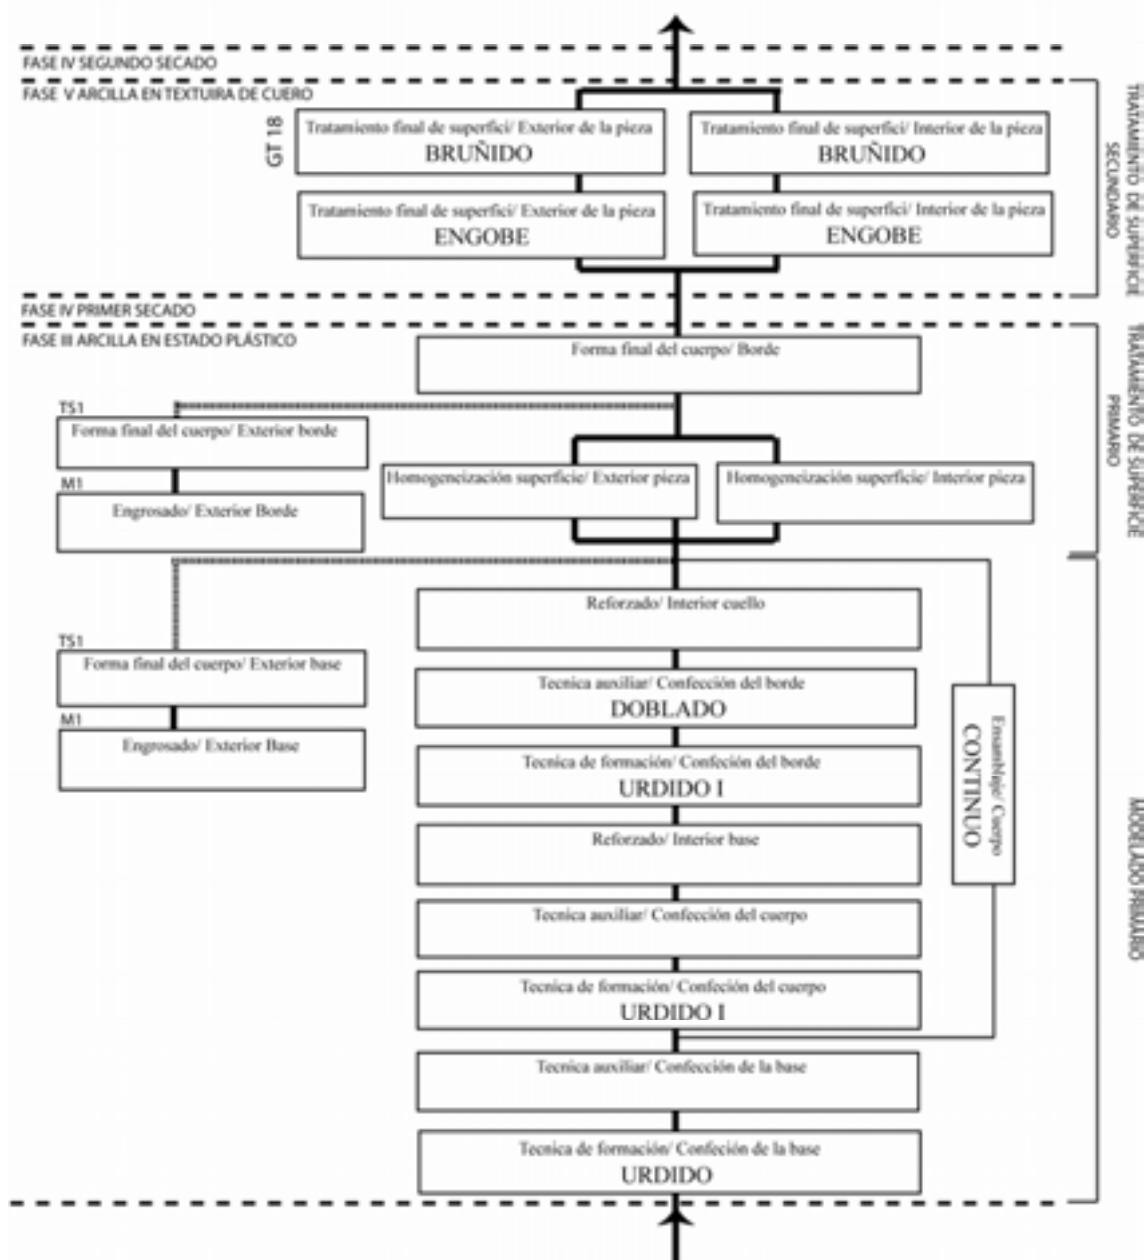 FASE IV SEGUNDO SECADO
FASE V ARCILLA EN TEXTUIRA DE CUERO
GT 18
Tratamiento final de superfici/ Exterior de la pieza
BRUÑIDO
Tratamiento final de superfici/ Interior de la pieza
BRUÑIDO
Tratamiento final de superfici/ Exterior de la pieza
ENGOBE
Tratamiento final de superfici/ Interior de la pieza
ENGOBE
TRATAMIENTO DE SUPERFICIE
SECUNDARIO
FASE IV PRIMER SECADO
FASE III ARCILLA EN ESTADO PLÁSTICO
Forma final del cuerpo/ Borde
TS1
Forma final del cuerpo/ Exterior borde
M1
Engrosado/ Exterior Borde
Homogeneización superficie/ Exterior pieza
Homogeneización superficie/ Interior pieza
TRATAMIENTO DE SUPERFICIE
PRIMARIO
Reforzado/ Interior cuello
TS1
Forma final del cuerpo/ Exterior base
M1
Engrosado/ Exterior Base
Tecnica auxiliar/ Confección del borde
DOBLADO
Tecnica de formación/ Confeción del borde
URDIDO I
Reforzado/ Interior base
Tecnica auxiliar/ Confección del cuerpo
Tecnica de formación/ Confeción del cuerpo
URDIDO I
Ensamblaje/ Cuerpo
CONTINUO
Tecnica auxiliar/ Confección de la base
Tecnica de formación/ Confeción de la base
URDIDO
MODELADO PRIMARIO